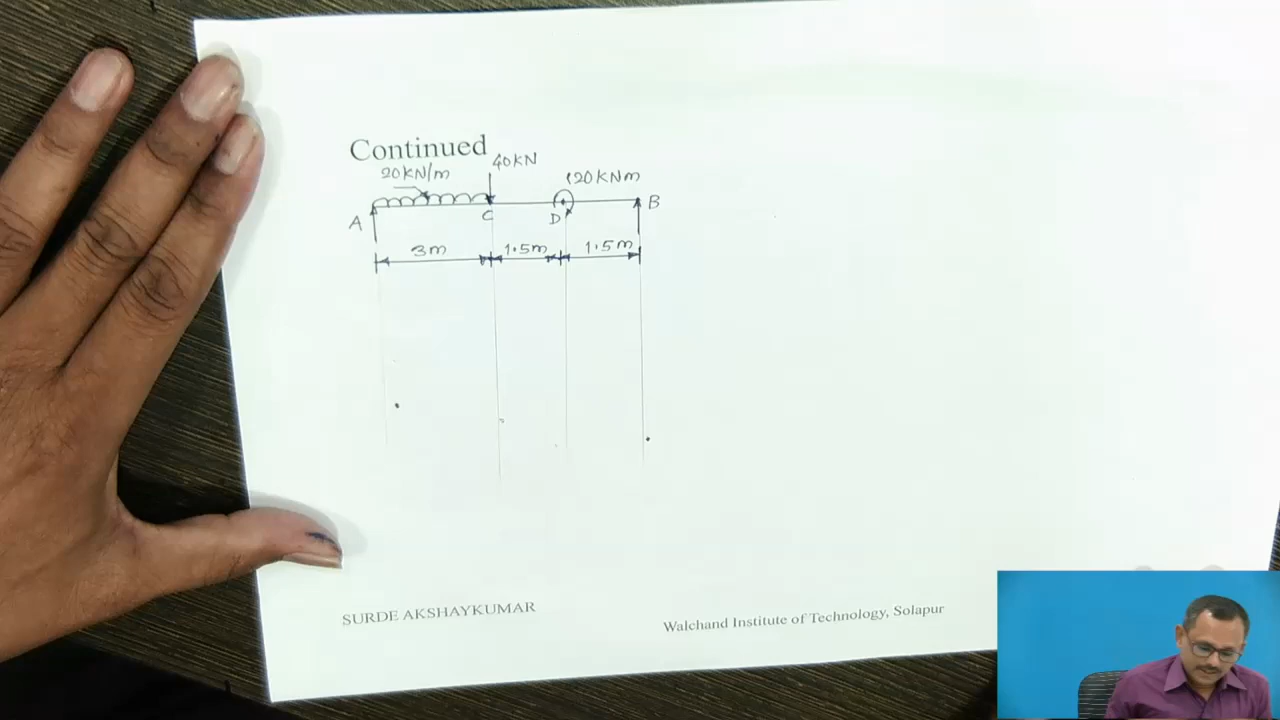 Continued
20kN/m
40kN
120kNm
A
C
D
B
3m
1.5m
1.5m
SURDE AKSHAYKUMAR
Walchand Institute of Technology, Solapur